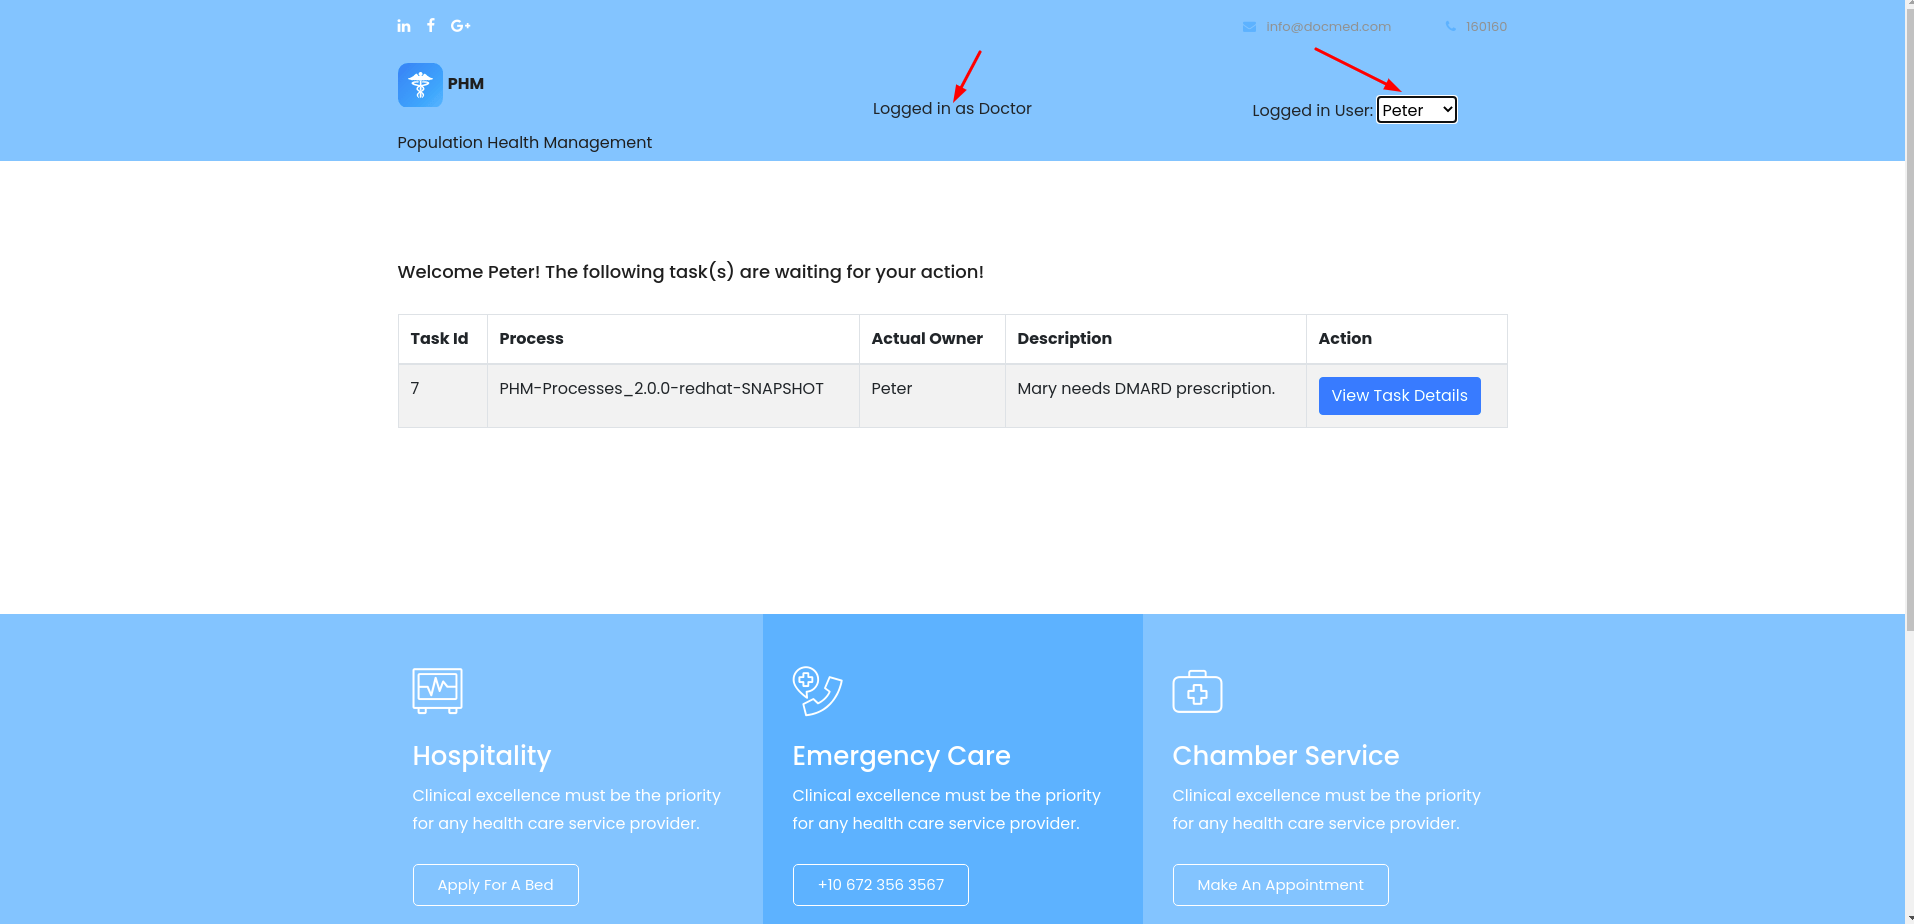 info@docmed.com 160160
PHM
Logged in as Doctor Logged in User: Peter
Population Health Management
Welcome Peter! The following task(s) are waiting for your action!
Task Id Process Actual Owner Description Action
7 PHM-Processes_2.0.0-redhat-SNAPSHOT Peter Mary needs DMARD prescription. View Task Details
Hospitality
Clinical excellence must be the priority
for any health care service provider.
Apply For A Bed
Emergency Care
Clinical excellence must be the priority
for any health care service provider.
+10 672 356 3567
Chamber Service
Clinical excellence must be the priority
for any health care service provider.
Make An Appointment